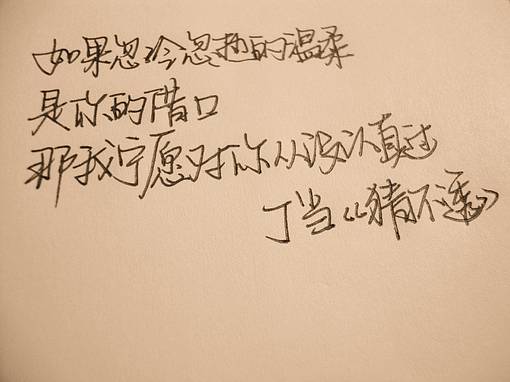 如果忽冷忽热的温柔
是你的借口
那我宁愿对你从没认真过
丁当《猜不透》